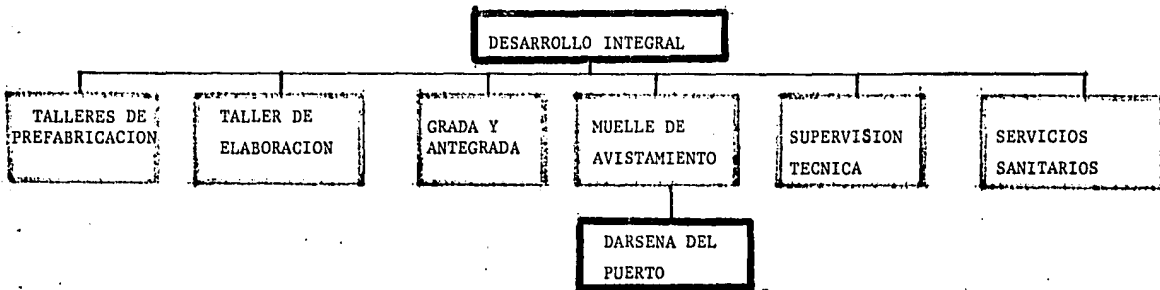 DESARROLLO INTEGRAL
TALLERES DE
PREFABRICACION
TALLER DE
ELABORACION
GRADA Y
ANTEGRADA
MUELLE DE
AVISTAMIENTO
SUPERVISION
TECNICA
SERVICIOS
SANITARIOS
DARSENA DEL
PUERTO